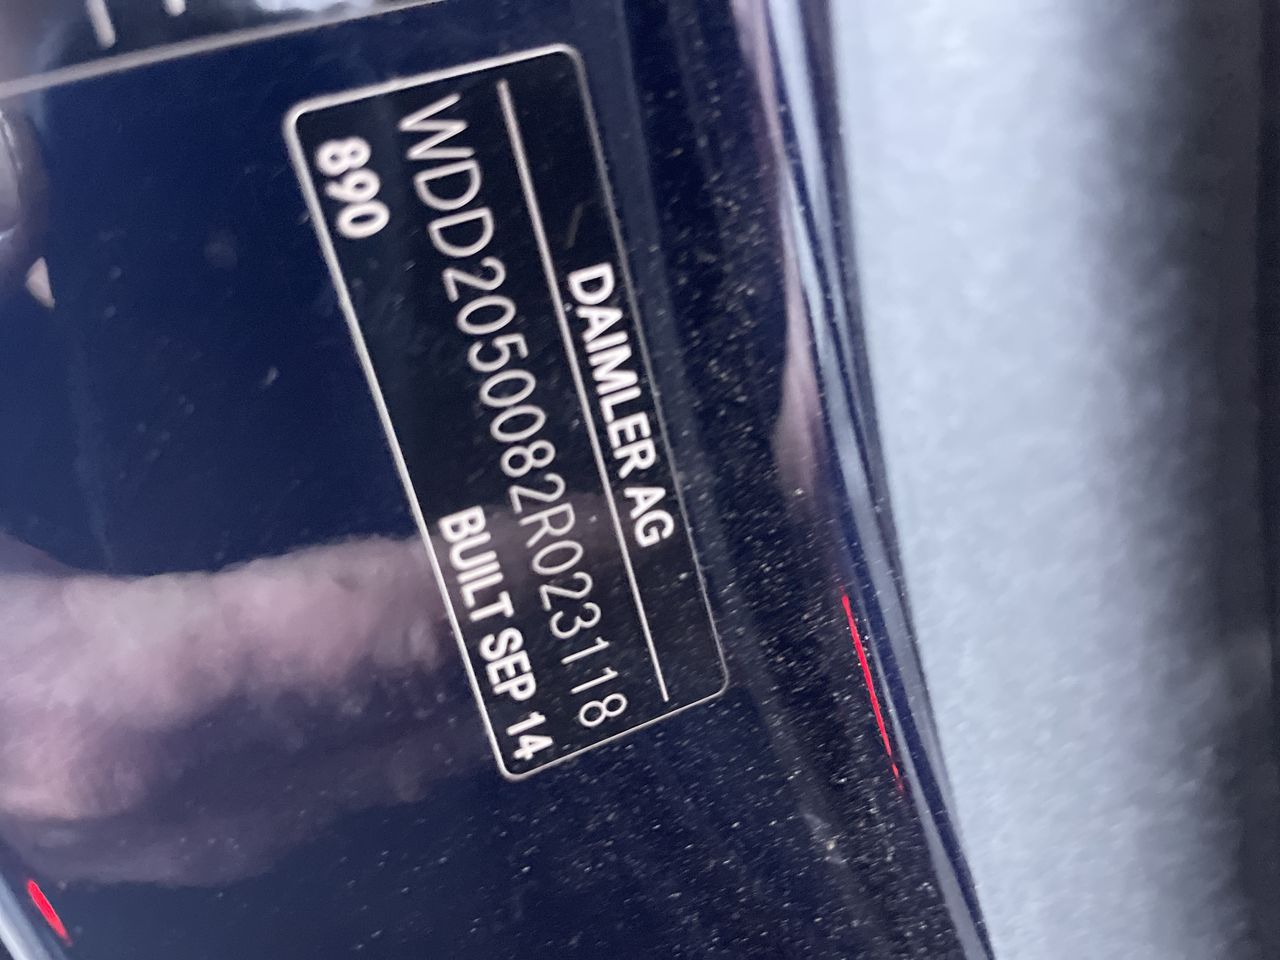 DAIMLER AG
WDD2050082R023118
890 BUILT SEP 14